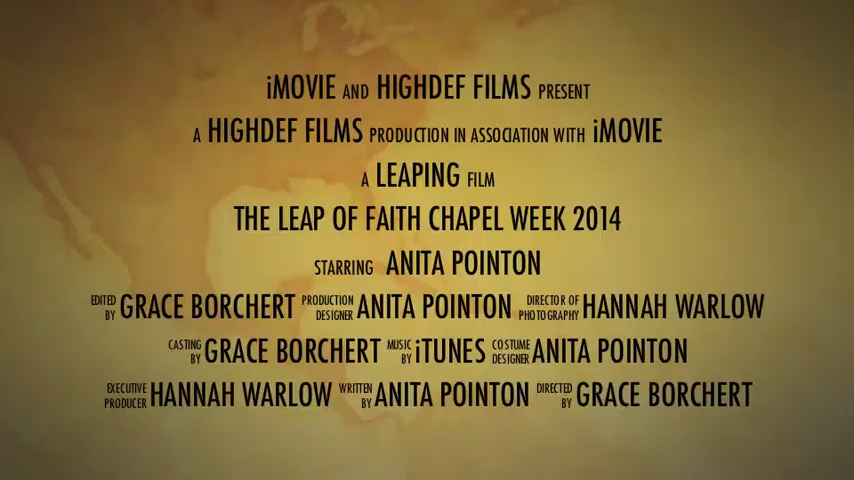 iMOVIE AND HIGHDEF FILMS PRESENT
A HIGHDEF FILMS PRODUCTION IN ASSOCIATION WITH iMOVIE
A LEAPING FILM
THE LEAP OF FAITH CHAPEL WEEK 2014
STARRING ANITA POINTON
EDITED BY GRACE BORCHERT PRODUCTION DESIGNER ANITA POINTON DIRECTOR OF PHOTOGRAPHY HANNAH WARLOW
CASTING BY GRACE BORCHERT MUSIC BY iTUNES COSTUME DESIGNER ANITA POINTON
EXECUTIVE PRODUCER HANNAH WARLOW WRITTEN BY ANITA POINTON DIRECTED BY GRACE BORCHERT